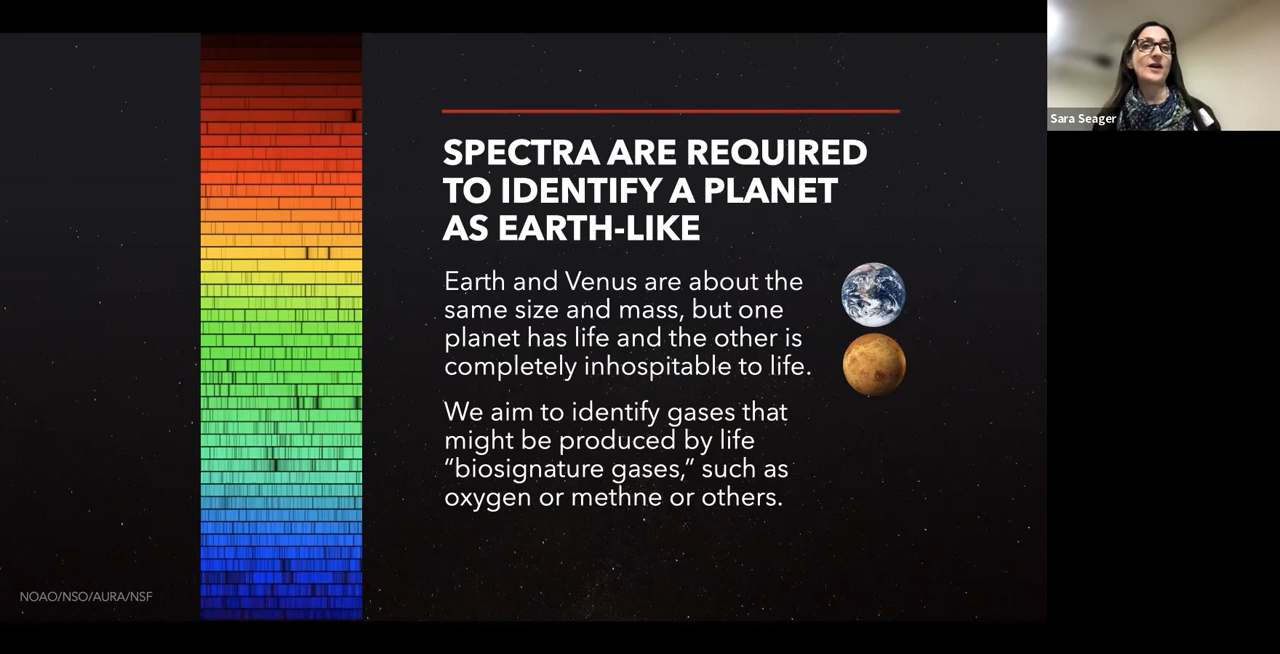 SPECTRA ARE REQUIRED
TO IDENTIFY A PLANET
AS EARTH-LIKE
Earth and Venus are about the
same size and mass, but one
planet has life and the other is
completely inhospitable to life.
We aim to identify gases that
might be produced by life
“biosignature gases,” such as
oxygen or methne or others.
NOAO/NSO/AURA/NSF
Sara Seager